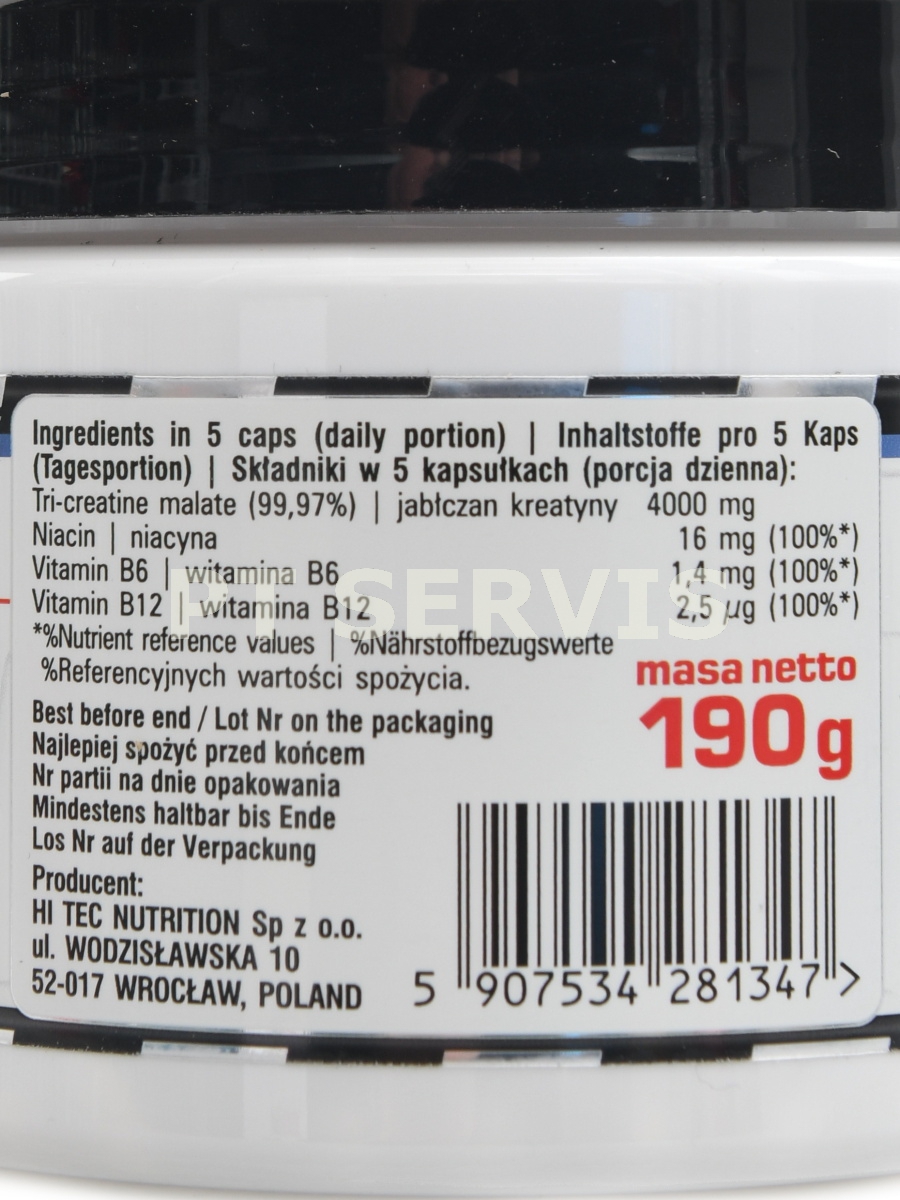 Ingredients in 5 caps (daily portion) | Inhaltstoffe pro 5 Kaps
(Tagesportion) | Składniki w 5 kapsułkach (porcja dzienna):
Tri-creatine malate (99,97%) | jabłczan kreatyny 4000 mg
Niacin | niacyna 16 mg (100%*)
Vitamin B6 | witamina B6 1,4 mg (100%*)
Vitamin B12 | witamina B12 2,5 µg (100%*)
PT SERVIS
*%Nutrient reference values | %Nährstoffbezugswerte
%Referencyjnych wartości spożycia.
masa netto
190 g
Best before end / Lot Nr on the packaging
Najlepiej spożyć przed końcem
Nr partii na dnie opakowania
Mindestens haltbar bis Ende
Los Nr auf der Verpackung
Producent:
HI TEC NUTRITION Sp z o.o.
ul. WODZISŁAWSKA 10
52-017 WROCŁAW, POLAND
5 907534 281347 >